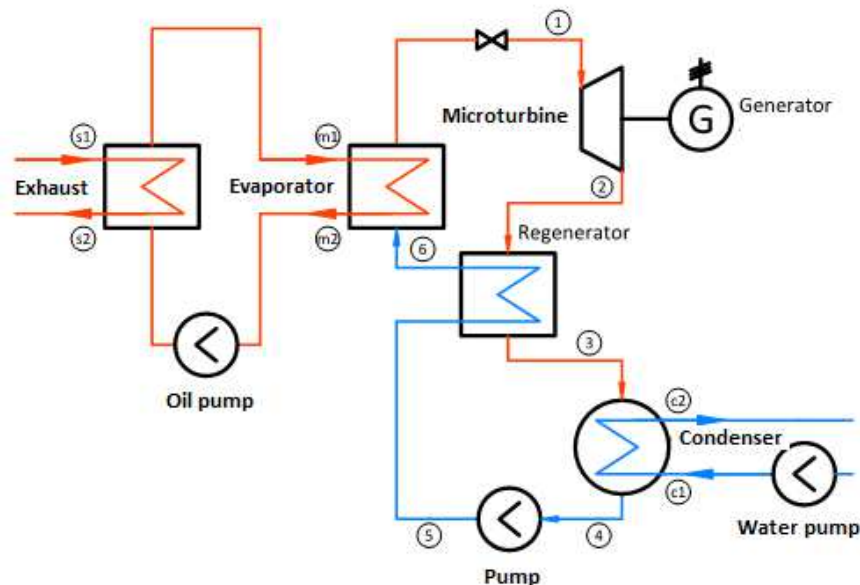 1
Microturbine
G
Generator
s1
Exhaust
s2
m1
Evaporator
m2
2
Regenerator
6
3
Oil pump
c2
Condenser
c1
Water pump
5
4
Pump